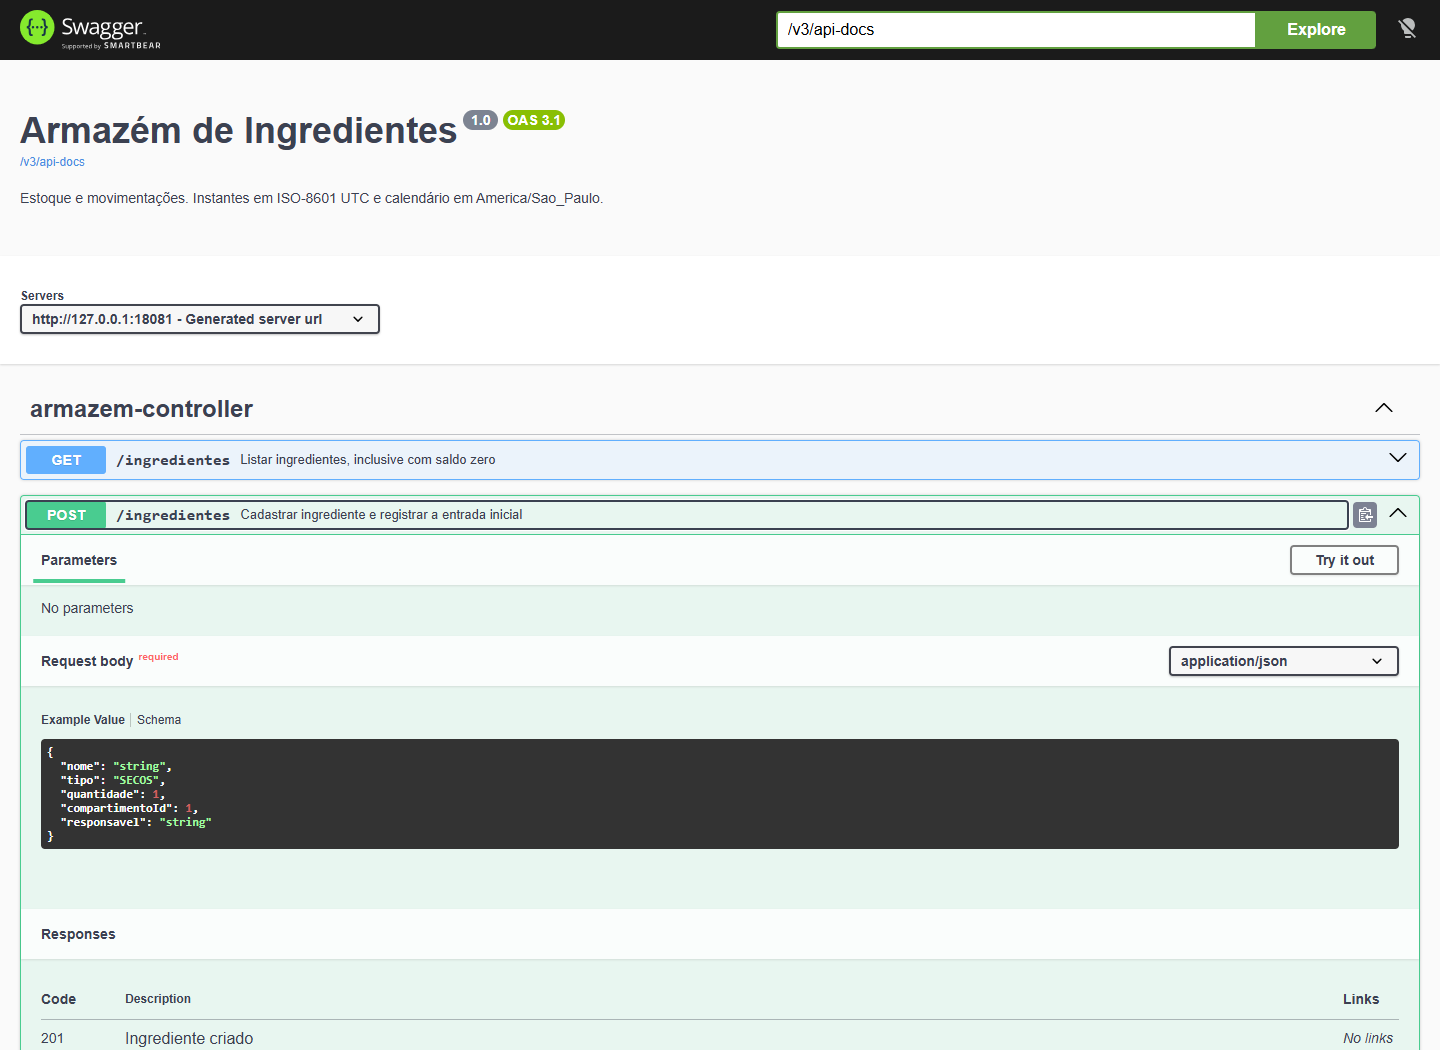 Swagger
Supported by SMARTBEAR
/v3/api-docs
Explore
Armazém de Ingredientes 1.0 OAS 3.1
/v3/api-docs
Estoque e movimentações. Instantes em ISO-8601 UTC e calendário em America/Sao_Paulo.
Servers
http://127.0.0.1:18081 - Generated server url
armazem-controller
GET /ingredientes Listar ingredientes, inclusive com saldo zero
POST /ingredientes Cadastrar ingrediente e registrar a entrada inicial
Parameters
Try it out
No parameters
Request body required
application/json
Example Value Schema
{
"nome": "string",
"tipo": "SECOS",
"quantidade": 1,
"compartimentoId": 1,
"responsavel": "string"
}
Responses
Code Description Links
201 Ingrediente criado No links